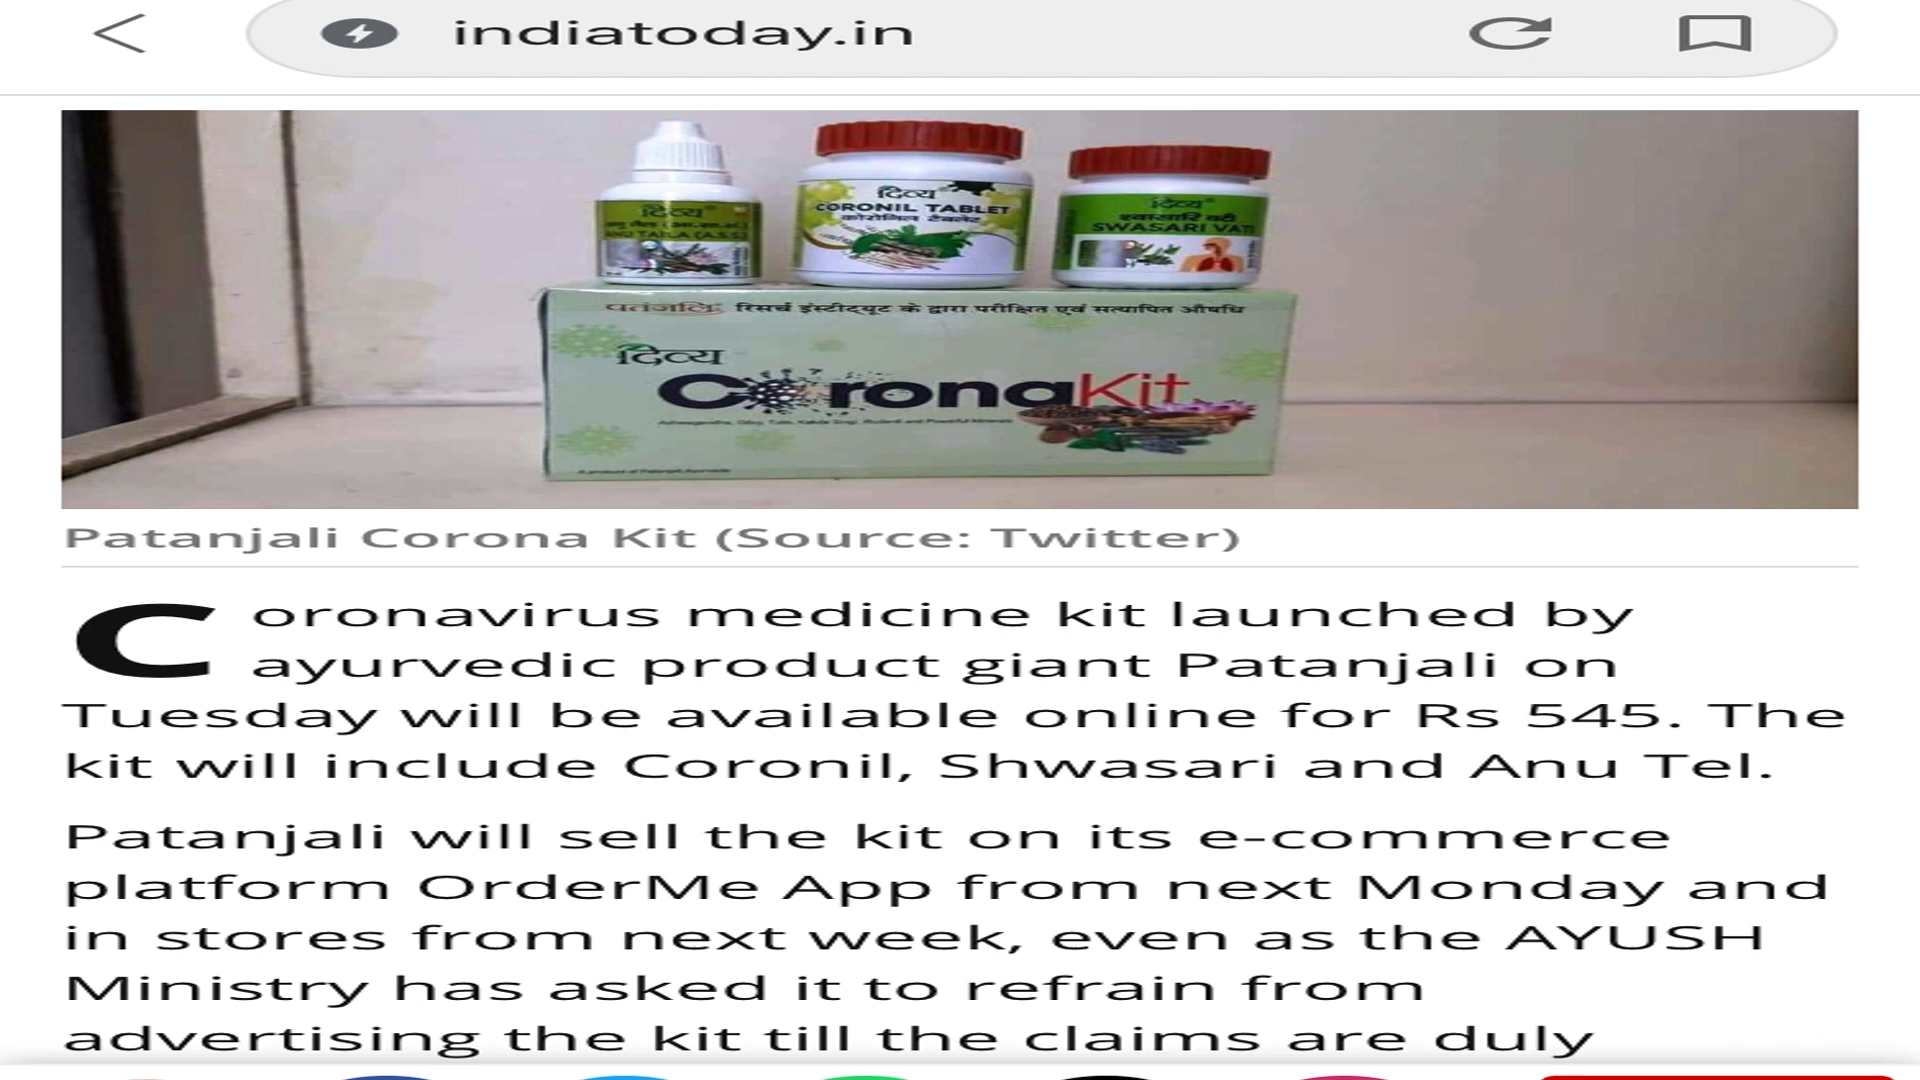 indiatoday.in
दिव्य
दिव्य
CORONIL TABLET
कोरोनिल टैबलेट
दिव्य
श्वासारि वटी
SWASARI VATI
पतंजलि रिसर्च इंस्टीट्यूट के द्वारा परीक्षित एवं सत्यापित औषधि
दिव्य
CoronaKit
Patanjali Corona Kit (Source: Twitter)
Coronavirus medicine kit launched by
ayurvedic product giant Patanjali on
Tuesday will be available online for Rs 545. The
kit will include Coronil, Shwasari and Anu Tel.
Patanjali will sell the kit on its e-commerce
platform OrderMe App from next Monday and
in stores from next week, even as the AYUSH
Ministry has asked it to refrain from
advertising the kit till the claims are duly